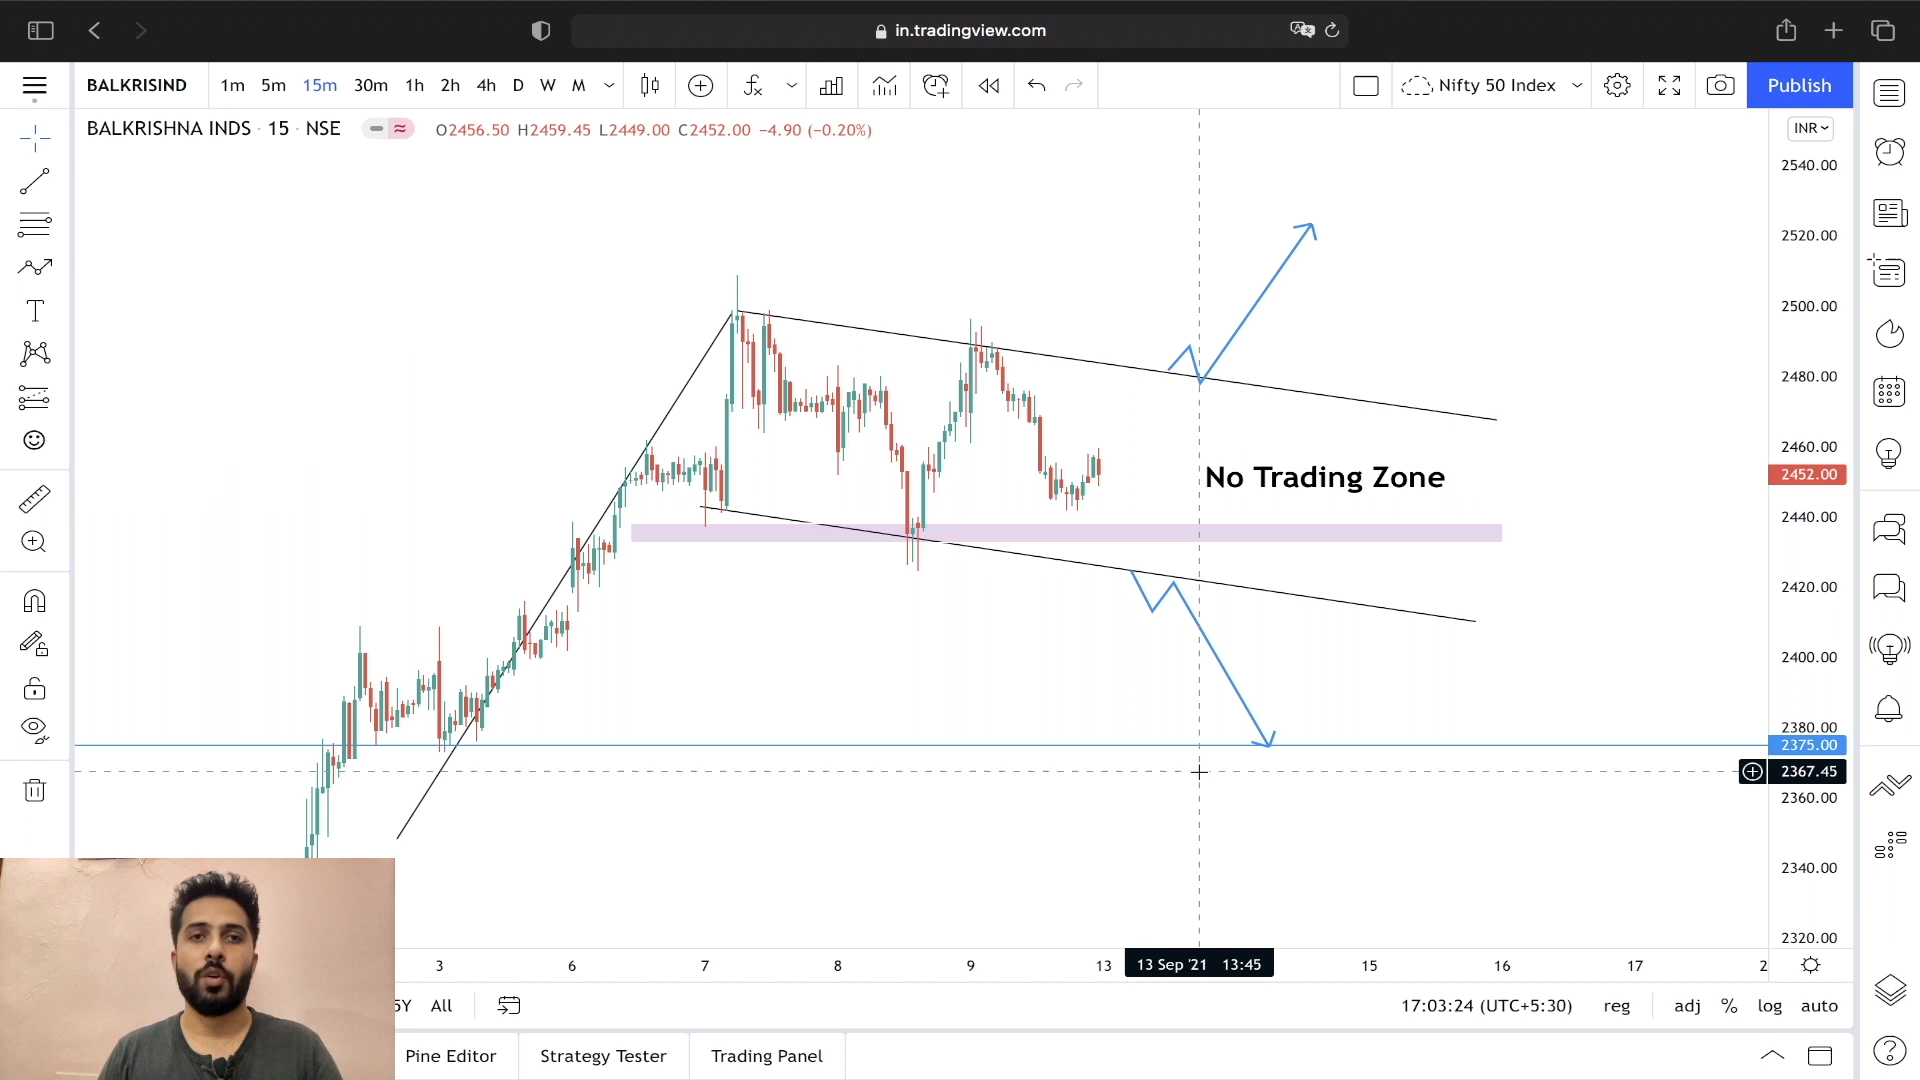 in.tradingview.com
BALKRISIND 1m 5m 15m 30m 1h 2h 4h D W M Nifty 50 Index Publish
BALKRISHNA INDS · 15 · NSE O2456.50 H2459.45 L2449.00 C2452.00 −4.90 (−0.20%) INR
2540.00
2520.00
2500.00
2480.00
2460.00
2452.00
No Trading Zone
2440.00
2420.00
2400.00
2380.00
2375.00
2367.45
2360.00
2340.00
2320.00
3 6 7 8 9 13 13 Sep '21 13:45 15 16 17 2
5Y All 17:03:24 (UTC+5:30) reg adj % log auto
Pine Editor Strategy Tester Trading Panel